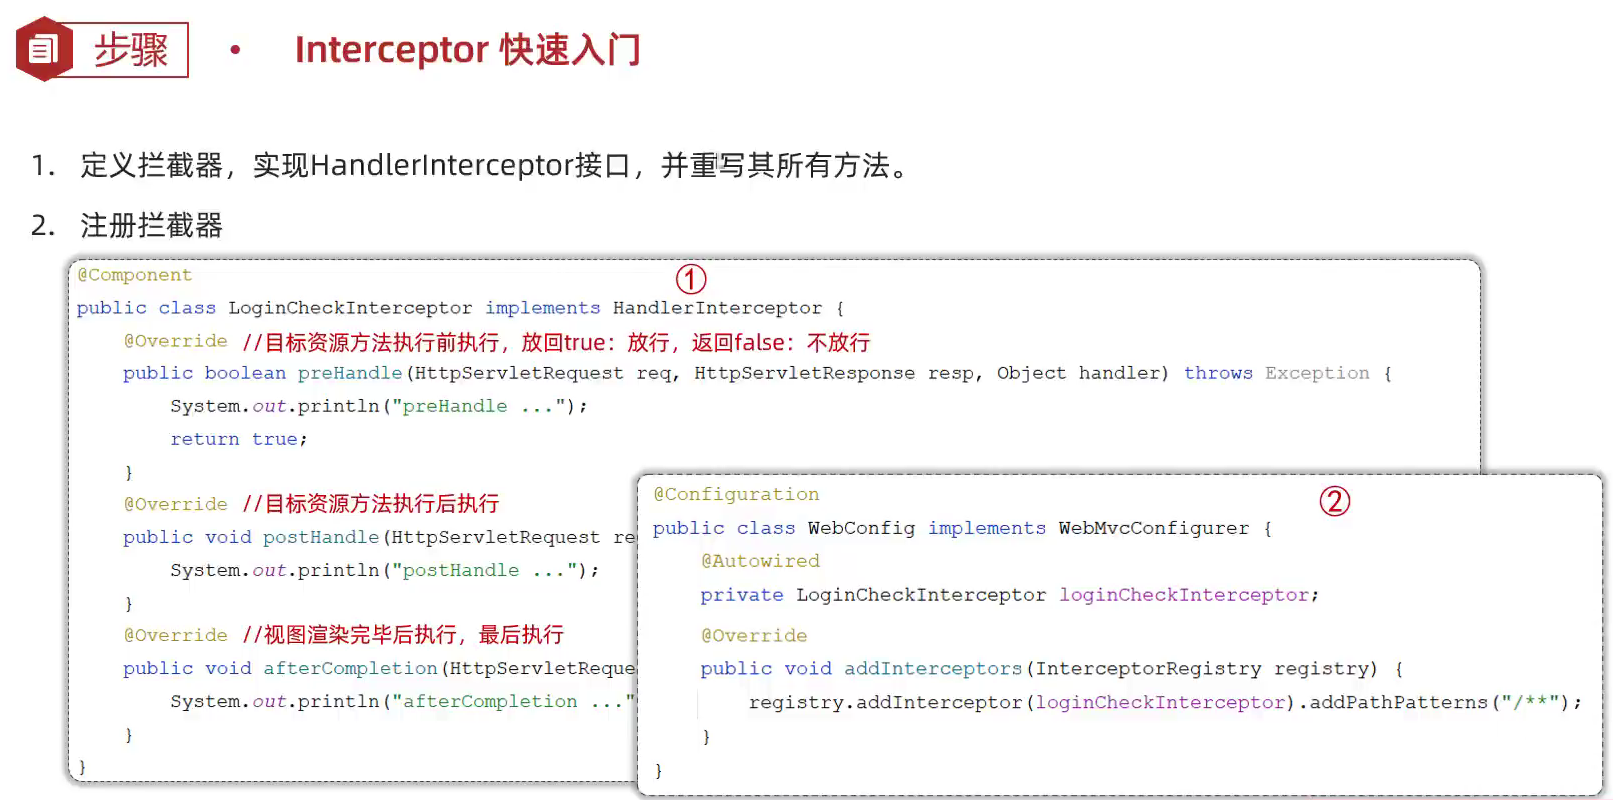 步骤
• Interceptor 快速入门
1. 定义拦截器，实现HandlerInterceptor接口，并重写其所有方法。
2. 注册拦截器
①
@Component
public class LoginCheckInterceptor implements HandlerInterceptor {
@Override //目标资源方法执行前执行，放回true：放行，返回false：不放行
public boolean preHandle(HttpServletRequest req, HttpServletResponse resp, Object handler) throws Exception {
System.out.println("preHandle ...");
return true;
}
@Override //目标资源方法执行后执行
public void postHandle(HttpServletRequest re
System.out.println("postHandle ...");
}
@Override //视图渲染完毕后执行，最后执行
public void afterCompletion(HttpServletReque
System.out.println("afterCompletion ..."
}
}
②
@Configuration
public class WebConfig implements WebMvcConfigurer {
@Autowired
private LoginCheckInterceptor loginCheckInterceptor;
@Override
public void addInterceptors(InterceptorRegistry registry) {
registry.addInterceptor(loginCheckInterceptor).addPathPatterns("/**");
}
}